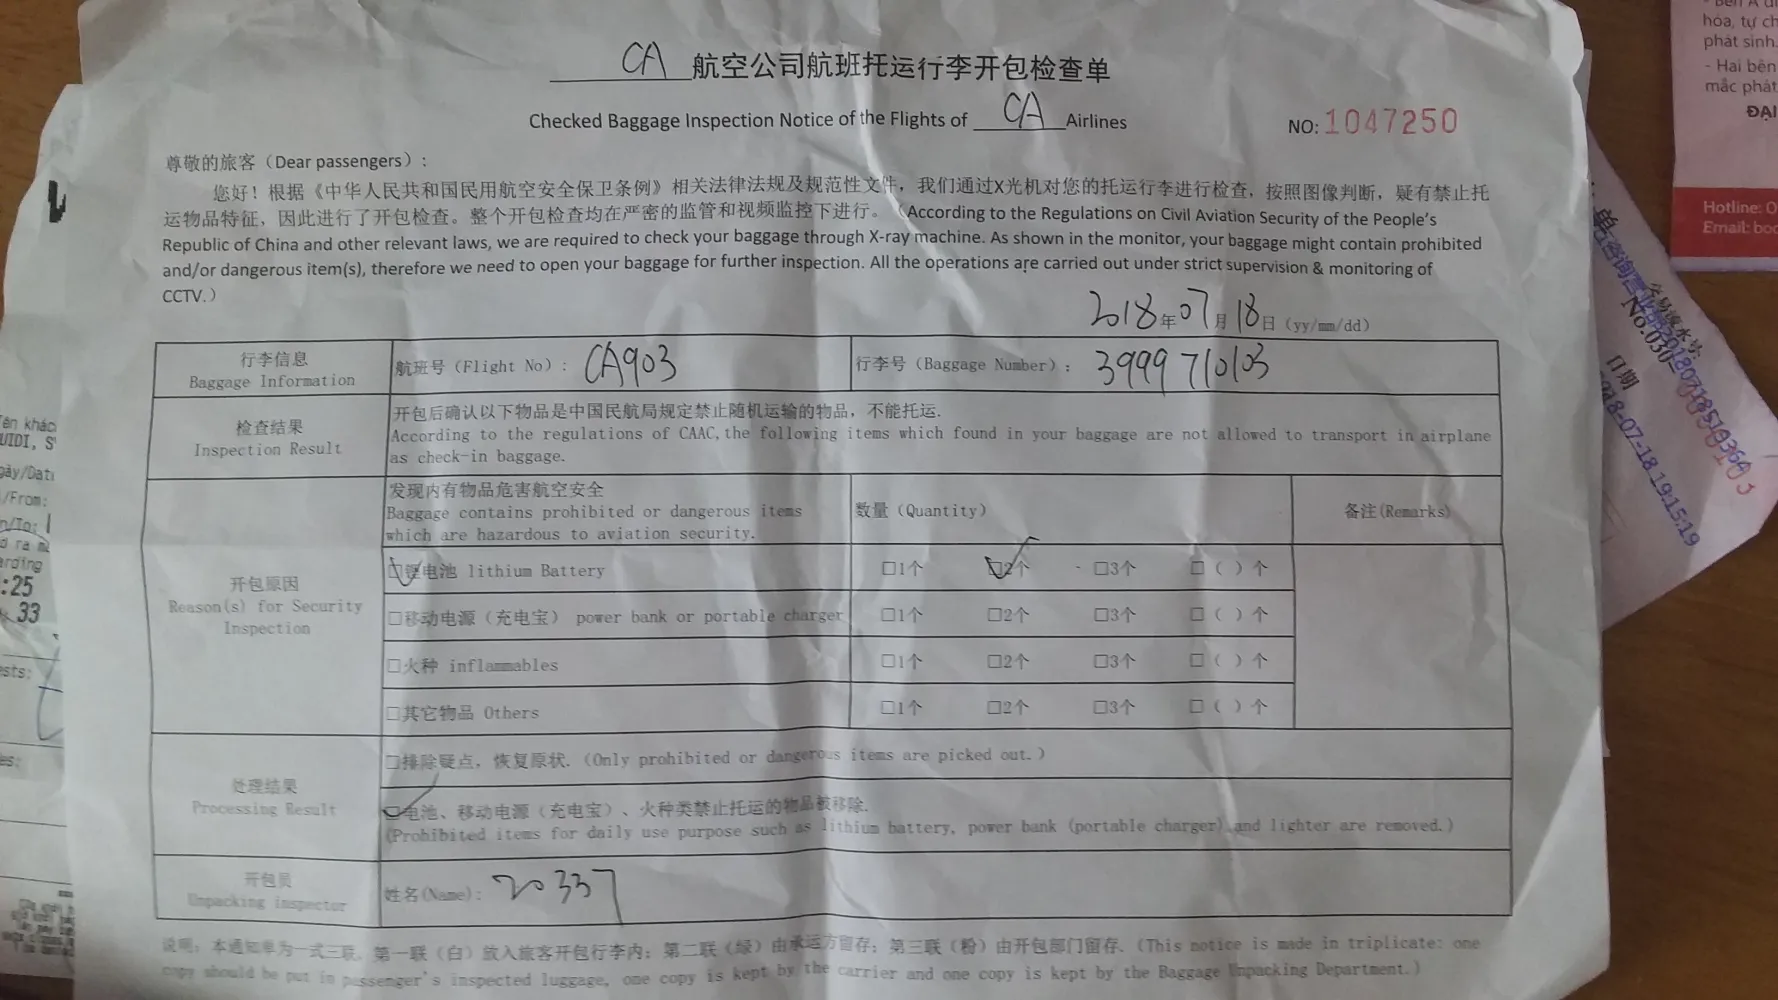 CA 航空公司航班托运行李开包检查单
Checked Baggage Inspection Notice of the Flights of CA Airlines
NO: 1047250
尊敬的旅客（Dear passengers）:
您好！根据《中华人民共和国民用航空安全保卫条例》相关法律法规及规范性文件，我们通过X光机对您的托运行李进行检查，按照图像判断，疑有禁止托
运物品特征，因此进行了开包检查。整个开包检查均在严密的监管和视频监控下进行。（According to the Regulations on Civil Aviation Security of the People's
Republic of China and other relevant laws, we are required to check your baggage through X-ray machine. As shown in the monitor, your baggage might contain prohibited
and/or dangerous item(s), therefore we need to open your baggage for further inspection. All the operations are carried out under strict supervision & monitoring of
CCTV.）
2018年07月18日（yy/mm/dd）
行李信息
Baggage Information
航班号（Flight No）: CA903
行李号（Baggage Number）: 3999710103
检查结果
Inspection Result
开包后确认以下物品是中国民航局规定禁止随机运输的物品，不能托运.
According to the regulations of CAAC,the following items which found in your baggage are not allowed to transport in airplane
as check-in baggage.
开包原因
Reason(s) for Security
Inspection
发现内有物品危害航空安全
Baggage contains prohibited or dangerous items
which are hazardous to aviation security.
数量（Quantity）
备注(Remarks)
☑锂电池 lithium Battery □1个 ☑2个 □3个 □（ ）个
□移动电源（充电宝） power bank or portable charger □1个 □2个 □3个 □（ ）个
□火种 inflammables □1个 □2个 □3个 □（ ）个
□其它物品 Others □1个 □2个 □3个 □（ ）个
处理结果
Processing Result
□排除疑点，恢复原状.（Only prohibited or dangerous items are picked out.）
☑电池、移动电源（充电宝）、火种类禁止托运的物品被移除.
(Prohibited items for daily use purpose such as lithium battery, power bank (portable charger) and lighter are removed.)
开包员
Unpacking inspector
姓名(Name): 20337
说明：本通知单为一式三联，第一联（白）放入旅客开包行李内；第二联（绿）由承运方留存；第三联（粉）由开包部门留存.（This notice is made in triplicate: one
copy should be put in passenger's inspected luggage, one copy is kept by the carrier and one copy is kept by the Baggage Unpacking Department.）
hóa, tự ch
phát sinh.
- Hai bên
mắc phát
ĐẠI
Hotline: 0
Email: boo
日期
2018-07-18 19:15:19
/From:
:25
33